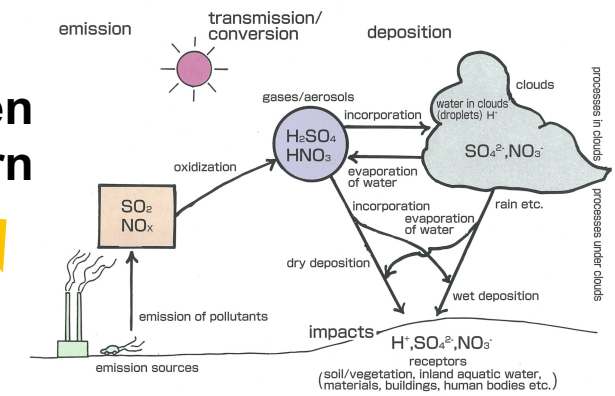 emission
transmission/
conversion
deposition
en
rn
gases/aerosols
H₂SO₄
HNO₃
incorporation
evaporation
of water
clouds
water in clouds
(droplets) H⁺
SO₄²⁻,NO₃⁻
processes in clouds
processes under clouds
oxidization
SO₂
NOx
incorporation
evaporation
of water
rain etc.
dry deposition
wet deposition
emission of pollutants
emission sources
impacts
H⁺,SO₄²⁻,NO₃⁻
receptors
(soil/vegetation, inland aquatic water,
materials, buildings, human bodies etc.)